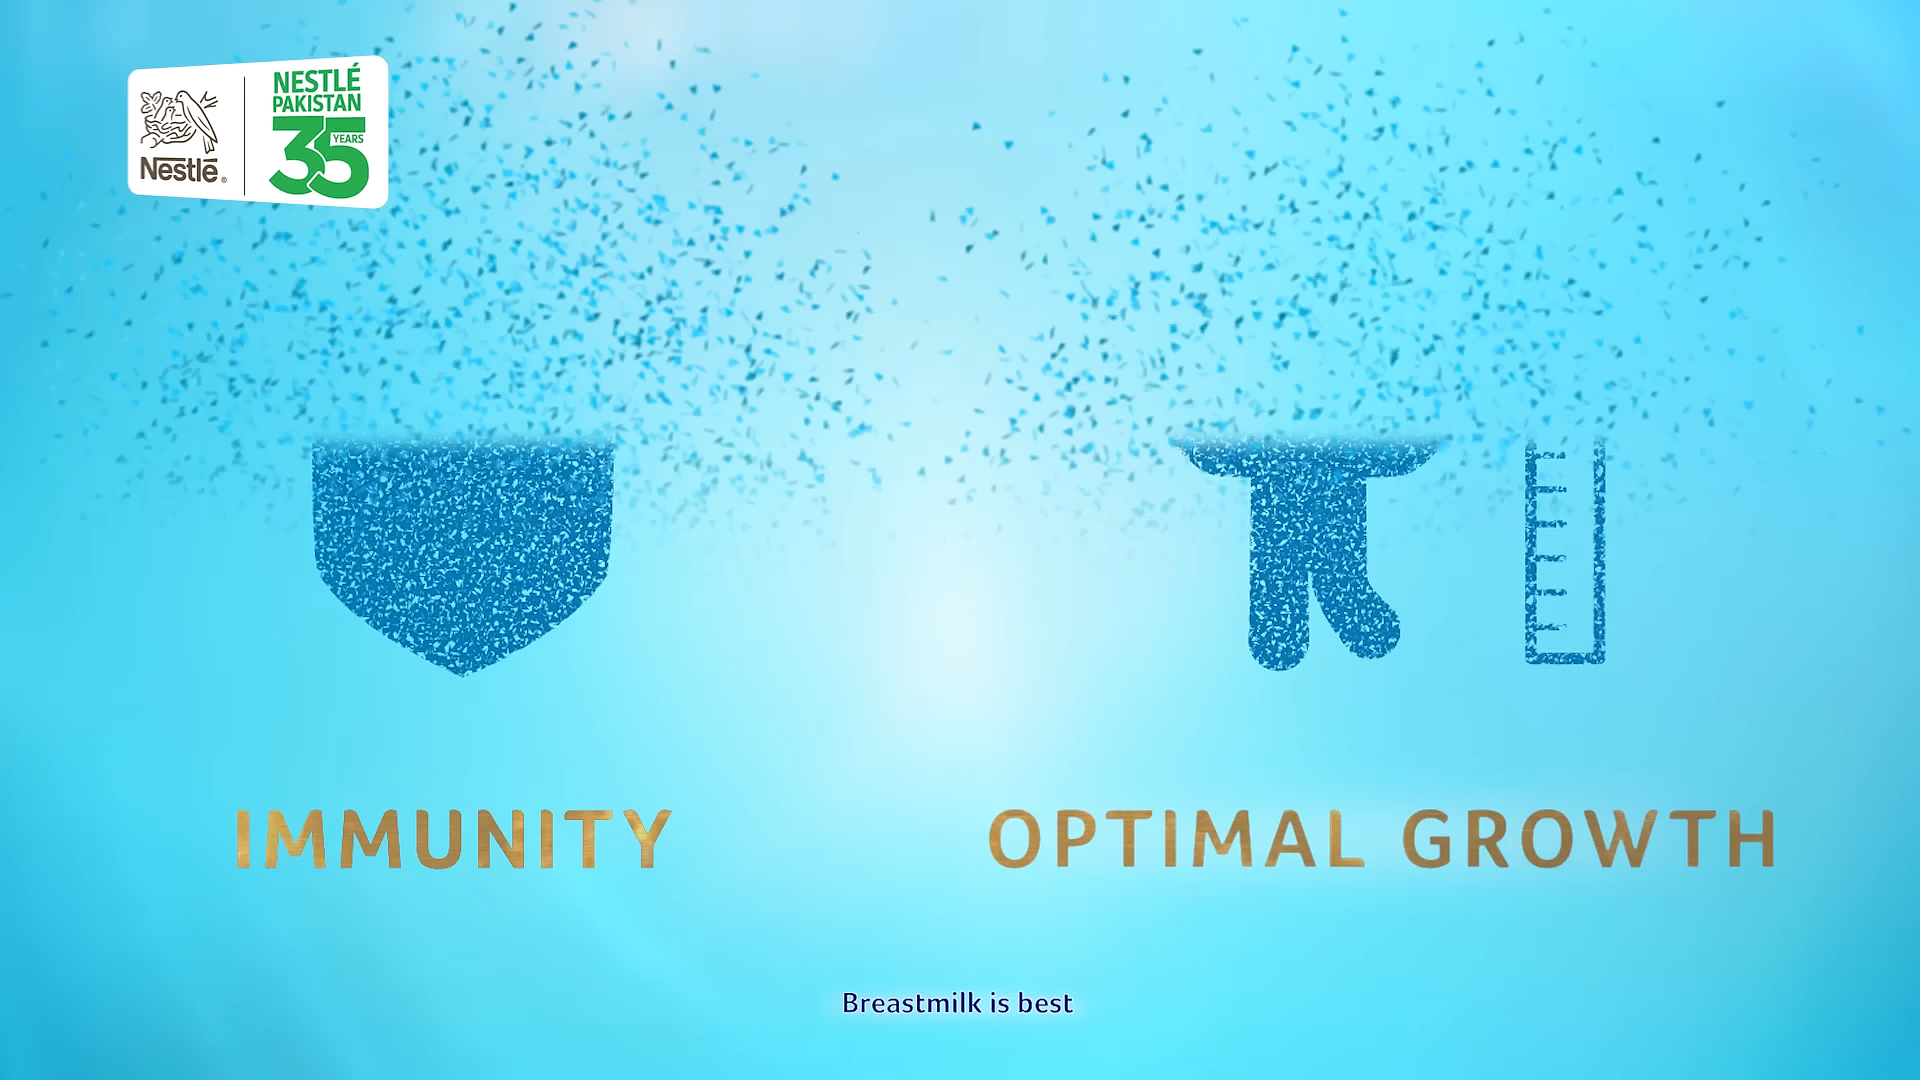 Nestlé
NESTLÉ
PAKISTAN
35
YEARS
IMMUNITY
OPTIMAL GROWTH
Breastmilk is best